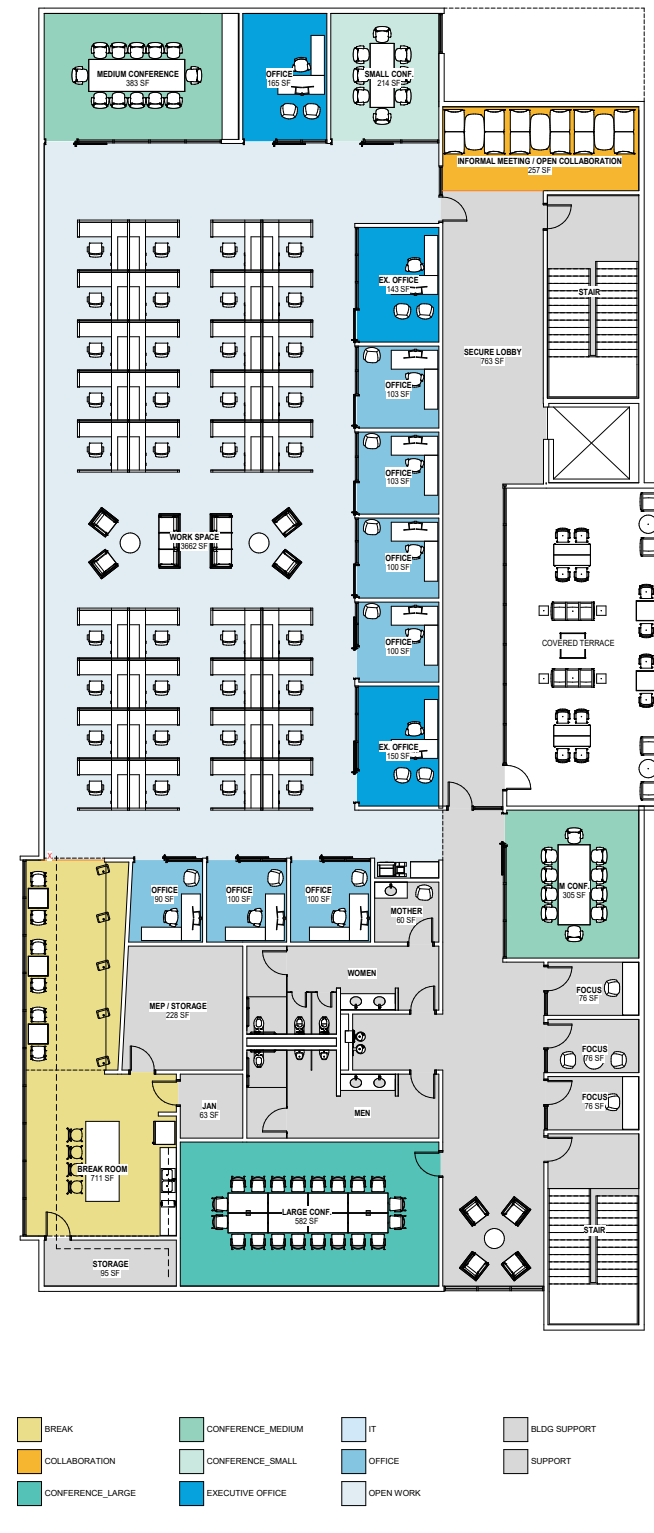 MEDIUM CONFERENCE
383 SF
OFFICE
165 SF
SMALL CONF.
214 SF
INFORMAL MEETING / OPEN COLLABORATION
257 SF
EX. OFFICE
143 SF
STAIR
SECURE LOBBY
763 SF
OFFICE
103 SF
OFFICE
103 SF
WORK SPACE
3662 SF
OFFICE
100 SF
OFFICE
100 SF
COVERED TERRACE
EX. OFFICE
150 SF
X
OFFICE
90 SF
OFFICE
100 SF
OFFICE
100 SF
MOTHER
60 SF
M CONF.
305 SF
WOMEN
MEP / STORAGE
228 SF
FOCUS
76 SF
FOCUS
76 SF
FOCUS
76 SF
JAN
63 SF
MEN
BREAK ROOM
711 SF
LARGE CONF.
582 SF
STAIR
STORAGE
95 SF
BREAK
CONFERENCE_MEDIUM
IT
BLDG SUPPORT
COLLABORATION
CONFERENCE_SMALL
OFFICE
SUPPORT
CONFERENCE_LARGE
EXECUTIVE OFFICE
OPEN WORK